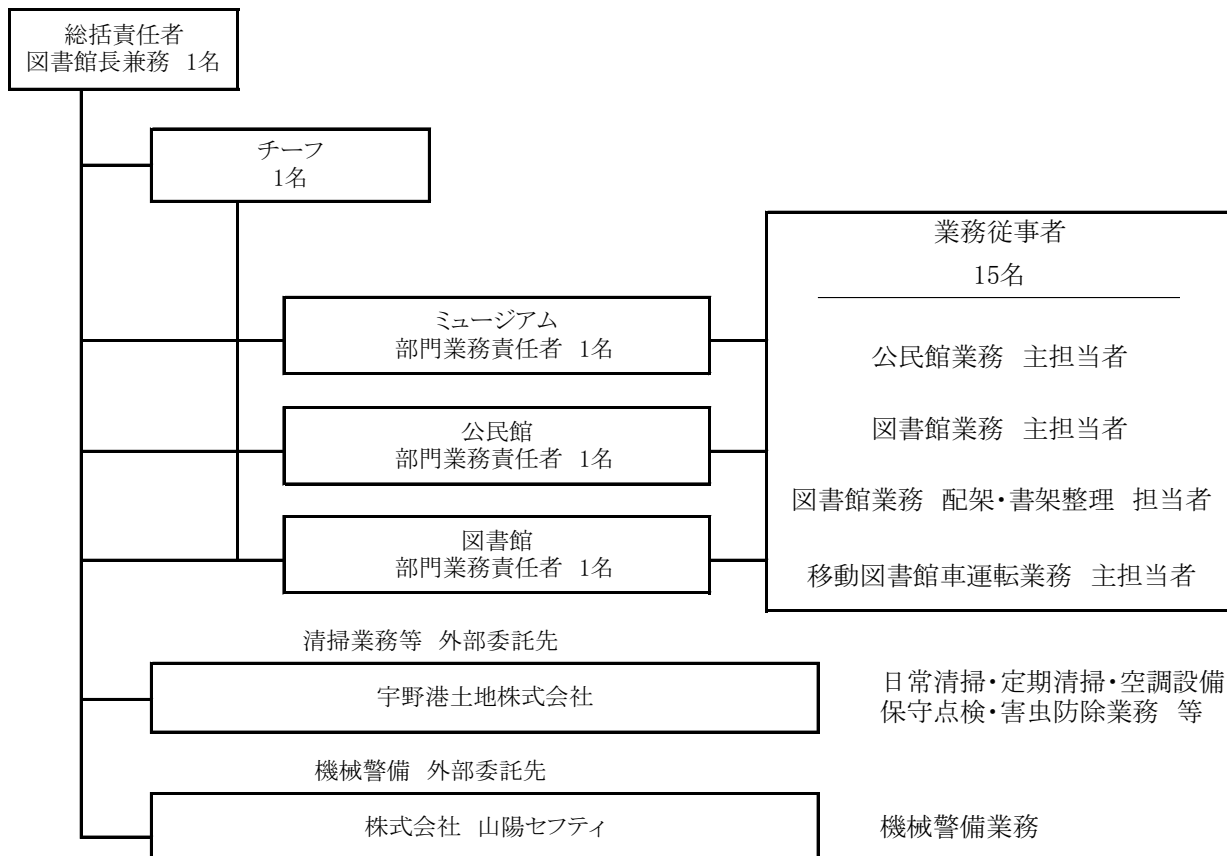 総括責任者
図書館長兼務 1名
チーフ
1名
業務従事者
15名
ミュージアム
部門業務責任者 1名
公民館業務 主担当者
公民館
部門業務責任者 1名
図書館業務 主担当者
図書館業務 配架・書架整理 担当者
図書館
部門業務責任者 1名
移動図書館車運転業務 主担当者
清掃業務等 外部委託先
宇野港土地株式会社
日常清掃・定期清掃・空調設備
保守点検・害虫防除業務 等
機械警備 外部委託先
株式会社 山陽セフティ
機械警備業務